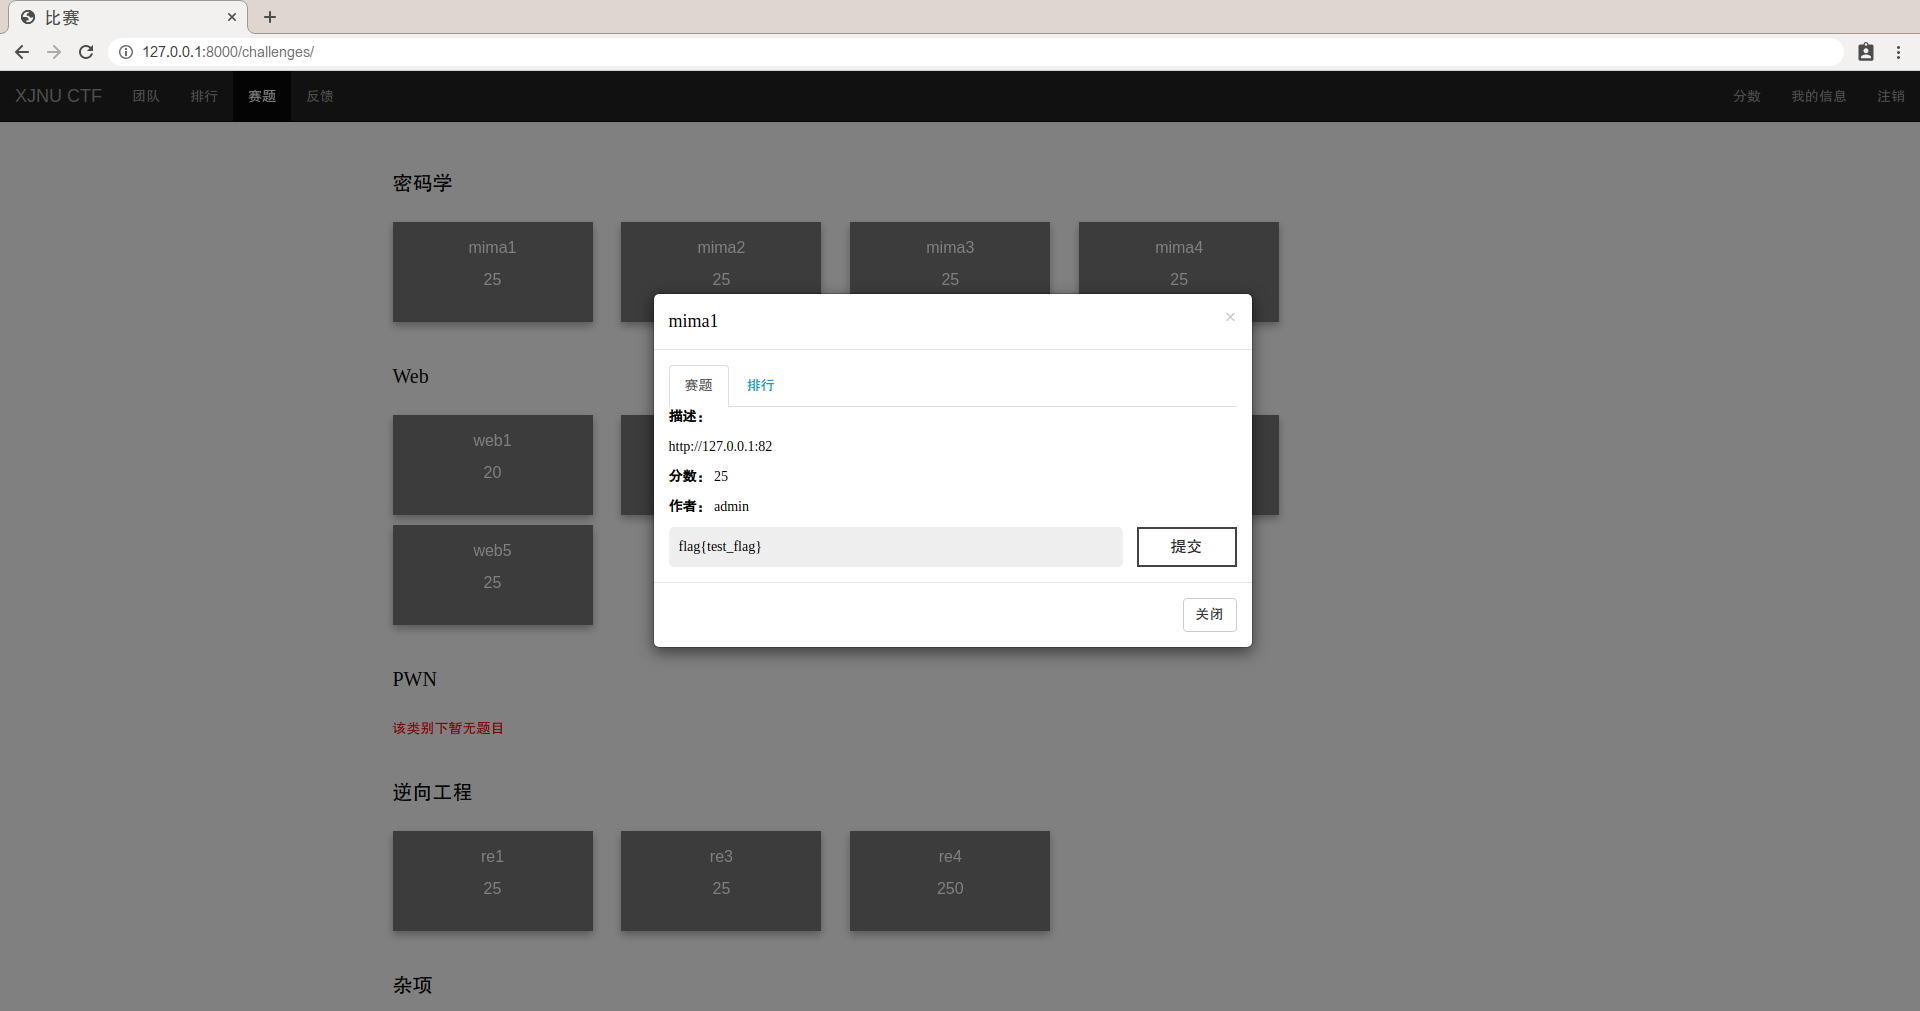 比赛
127.0.0.1:8000/challenges/
XJNU CTF 团队 排行 赛题 反馈 分数 我的信息 注销
密码学
mima1 mima2 mima3 mima4
25 25 25 25
mima1 ×
赛题 排行
描述：
http://127.0.0.1:82
分数： 25
作者： admin
flag{test_flag} 提交
关闭
Web
web1
20
web5
25
PWN
该类别下暂无题目
逆向工程
re1 re3 re4
25 25 250
杂项